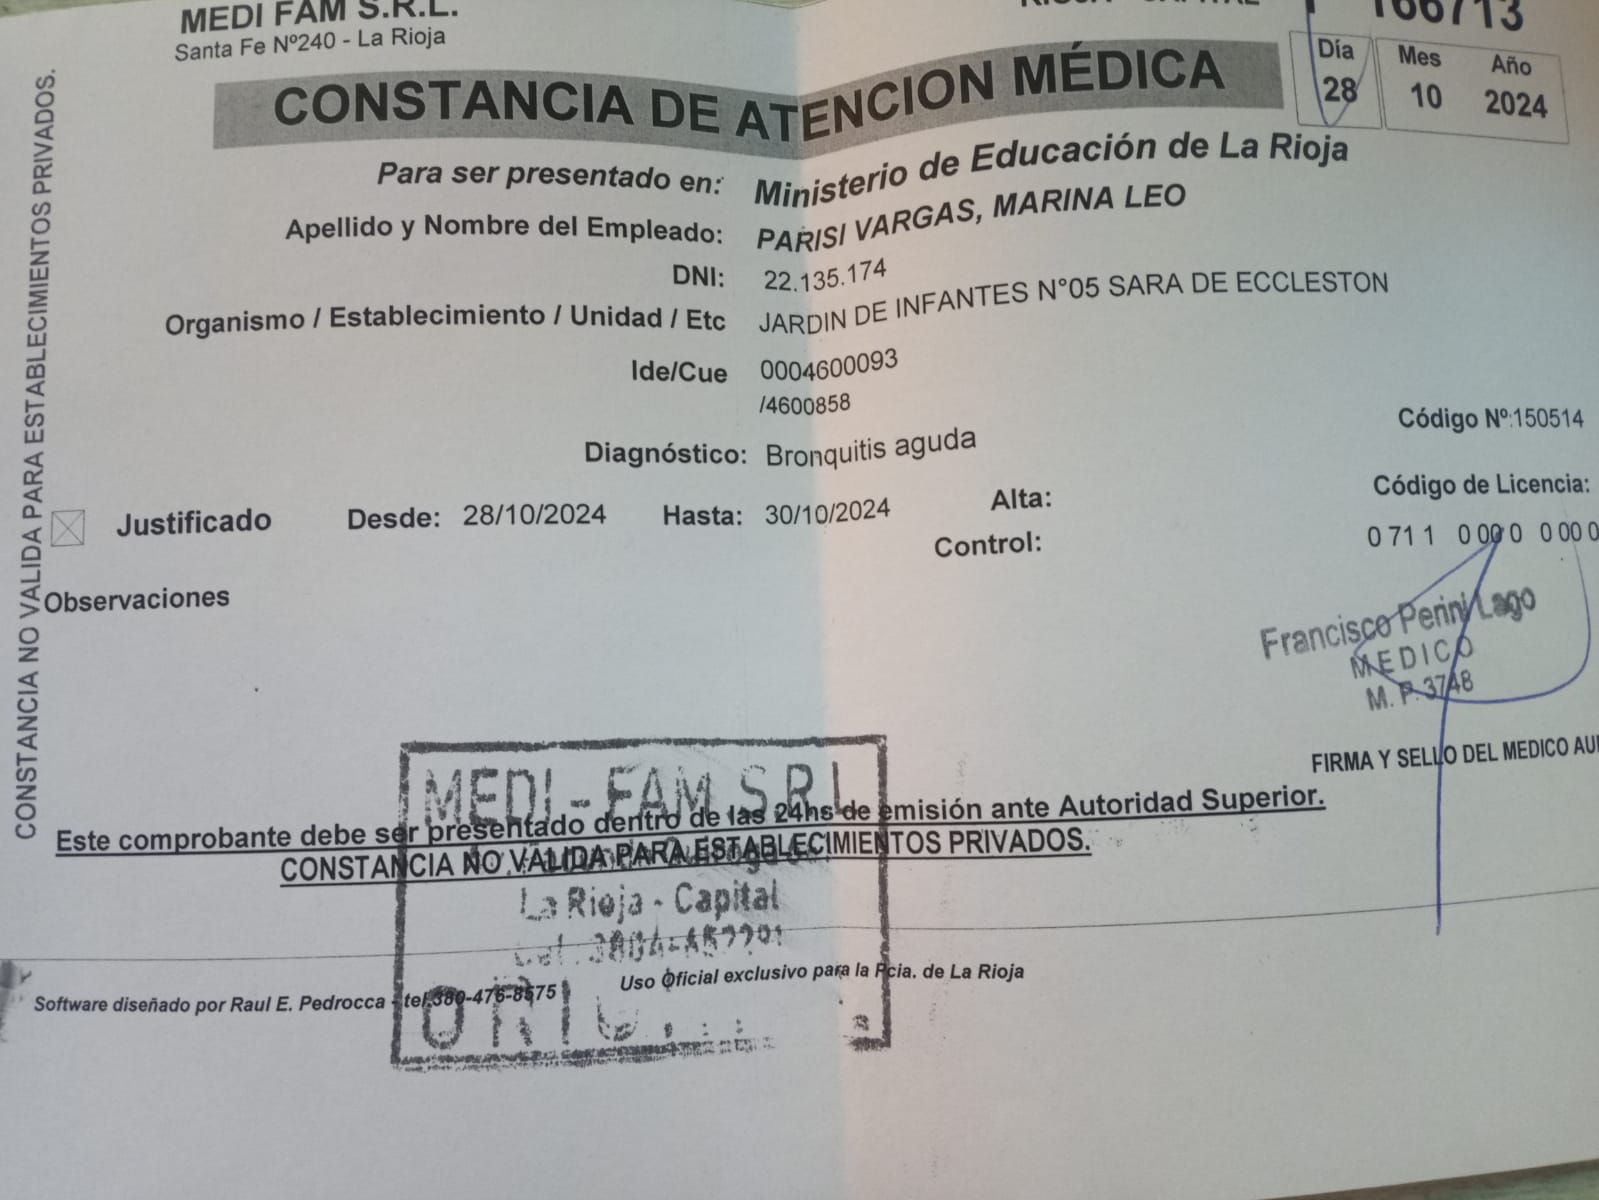 MEDI FAM S.R.L.
Santa Fe Nº240 - La Rioja
166713
CONSTANCIA DE ATENCION MÉDICA
Día Mes Año
28 10 2024
Para ser presentado en: Ministerio de Educación de La Rioja
Apellido y Nombre del Empleado: PARISI VARGAS, MARINA LEO
DNI: 22.135.174
Organismo / Establecimiento / Unidad / Etc JARDIN DE INFANTES N°05 SARA DE ECCLESTON
Ide/Cue 0004600093
/4600858
Código Nº:150514
Diagnóstico: Bronquitis aguda
Código de Licencia:
Justificado Desde: 28/10/2024 Hasta: 30/10/2024 Alta:
0711 0000 0000
Control:
Observaciones
Francisco Perini Lago
MEDICO
M. P. 3748
FIRMA Y SELLO DEL MEDICO AU
MEDI-FAM S.R.L
Este comprobante debe ser presentado dentro de las 24hs de emisión ante Autoridad Superior.
CONSTANCIA NO VALIDA PARA ESTABLECIMIENTOS PRIVADOS.
La Rioja - Capital
Uso Oficial exclusivo para la Pcia. de La Rioja
Software diseñado por Raul E. Pedrocca - tel.380-476-8575
CONSTANCIA NO VALIDA PARA ESTABLECIMIENTOS PRIVADOS.